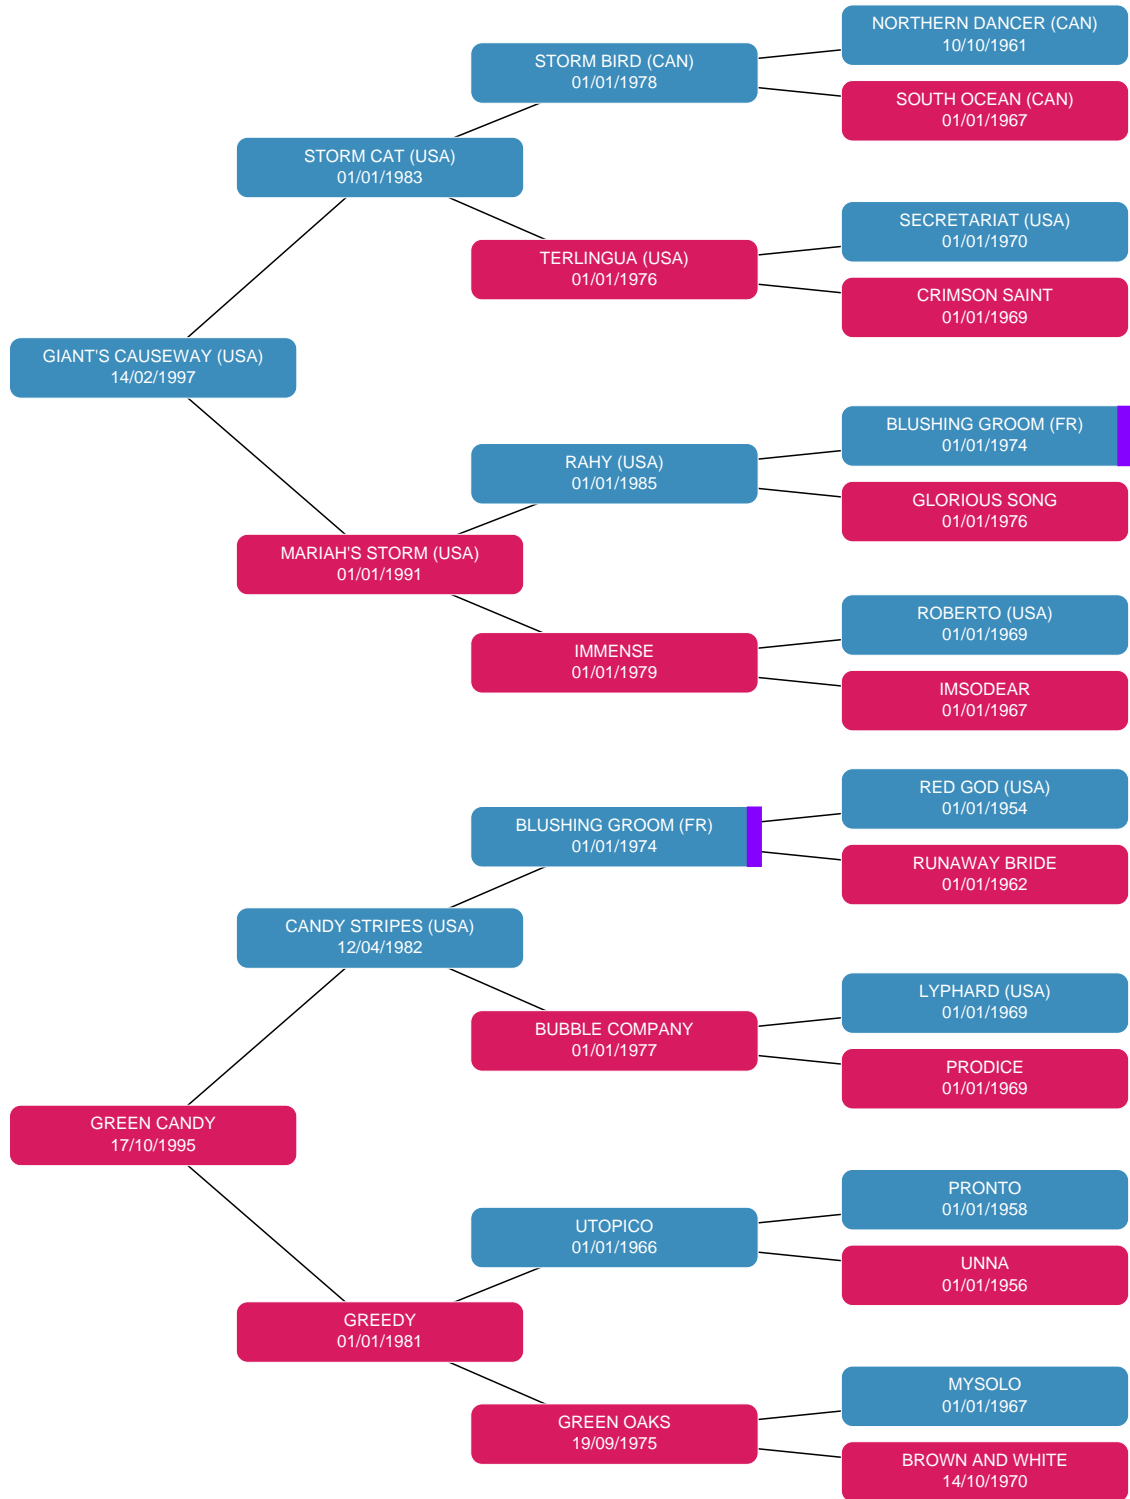 NORTHERN DANCER (CAN)
10/10/1961
STORM BIRD (CAN)
01/01/1978
SOUTH OCEAN (CAN)
01/01/1967
STORM CAT (USA)
01/01/1983
SECRETARIAT (USA)
01/01/1970
TERLINGUA (USA)
01/01/1976
CRIMSON SAINT
01/01/1969
GIANT'S CAUSEWAY (USA)
14/02/1997
BLUSHING GROOM (FR)
01/01/1974
RAHY (USA)
01/01/1985
GLORIOUS SONG
01/01/1976
MARIAH'S STORM (USA)
01/01/1991
ROBERTO (USA)
01/01/1969
IMMENSE
01/01/1979
IMSODEAR
01/01/1967
RED GOD (USA)
01/01/1954
BLUSHING GROOM (FR)
01/01/1974
RUNAWAY BRIDE
01/01/1962
CANDY STRIPES (USA)
12/04/1982
LYPHARD (USA)
01/01/1969
BUBBLE COMPANY
01/01/1977
PRODICE
01/01/1969
GREEN CANDY
17/10/1995
PRONTO
01/01/1958
UTOPICO
01/01/1966
UNNA
01/01/1956
GREEDY
01/01/1981
MYSOLO
01/01/1967
GREEN OAKS
19/09/1975
BROWN AND WHITE
14/10/1970